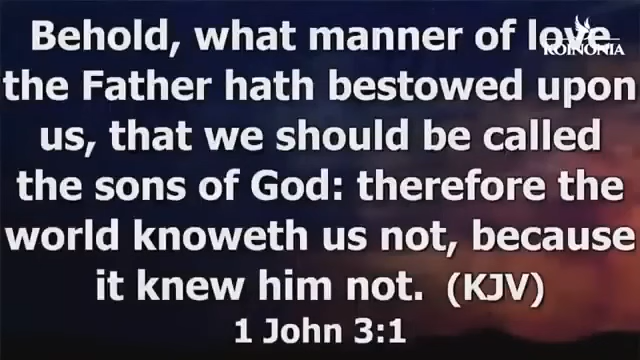 KOINONIA
Behold, what manner of love
the Father hath bestowed upon
us, that we should be called
the sons of God: therefore the
world knoweth us not, because
it knew him not. (KJV)
1 John 3:1